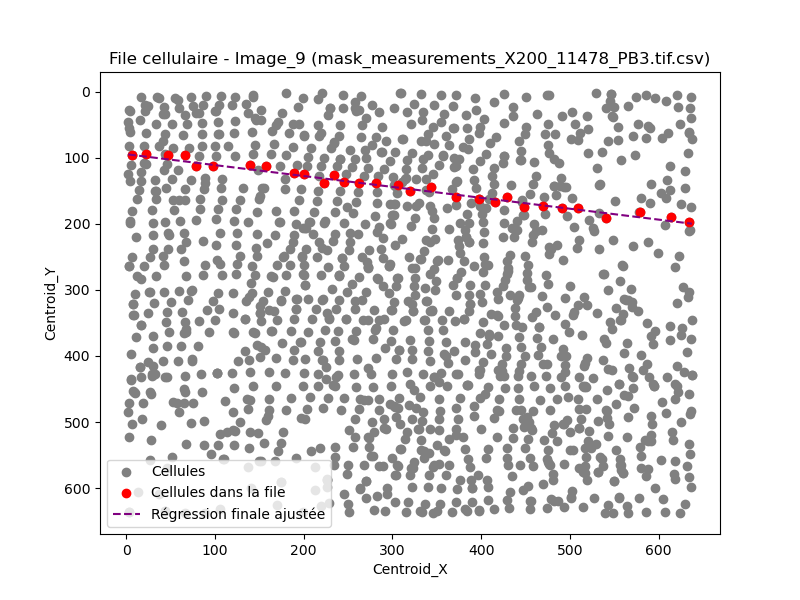 File cellulaire - Image_9 (mask_measurements_X200_11478_PB3.tif.csv)
0
100
200
300
400
500
600
Centroid_Y
Cellules
Cellules dans la file
Régression finale ajustée
0 100 200 300 400 500 600
Centroid_X